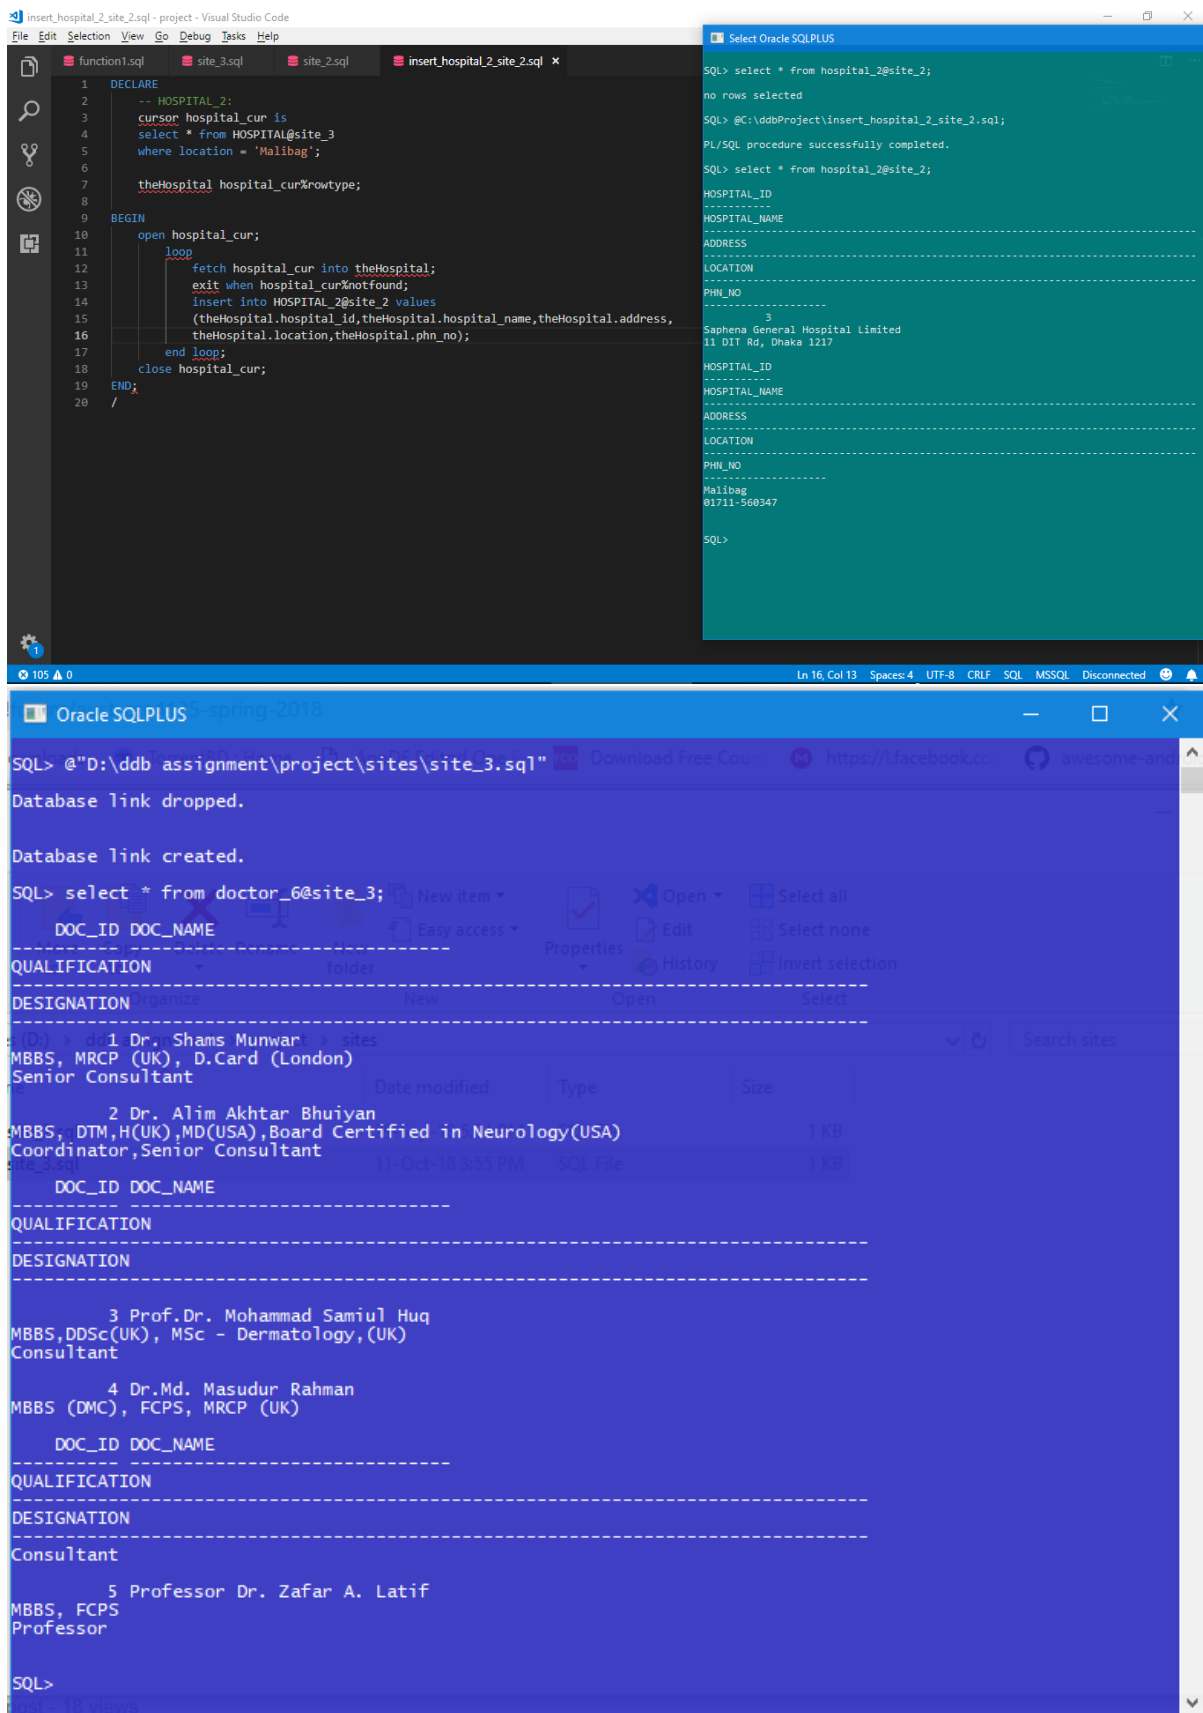 insert_hospital_2_site_2.sql - project - Visual Studio Code
File Edit Selection View Go Debug Tasks Help
function1.sql site_3.sql site_2.sql insert_hospital_2_site_2.sql ×
1 DECLARE
2 -- HOSPITAL_2:
3 cursor hospital_cur is
4 select * from HOSPITAL@site_3
5 where location = 'Malibag';
6
7 theHospital hospital_cur%rowtype;
8
9 BEGIN
10 open hospital_cur;
11 loop
12 fetch hospital_cur into theHospital;
13 exit when hospital_cur%notfound;
14 insert into HOSPITAL_2@site_2 values
15 (theHospital.hospital_id,theHospital.hospital_name,theHospital.address,
16 theHospital.location,theHospital.phn_no);
17 end loop;
18 close hospital_cur;
19 END;
20 /
1
105 0
Ln 16, Col 13 Spaces: 4 UTF-8 CRLF SQL MSSQL Disconnected
Select Oracle SQLPLUS
SQL> select * from hospital_2@site_2;
no rows selected
SQL> @C:\ddbProject\insert_hospital_2_site_2.sql;
PL/SQL procedure successfully completed.
SQL> select * from hospital_2@site_2;
HOSPITAL_ID
-----------
HOSPITAL_NAME
--------------------------------------------------------------------------------
ADDRESS
--------------------------------------------------------------------------------
LOCATION
--------------------------------------------------------------------------------
PHN_NO
--------------------
3
Saphena General Hospital Limited
11 DIT Rd, Dhaka 1217
HOSPITAL_ID
-----------
HOSPITAL_NAME
--------------------------------------------------------------------------------
ADDRESS
--------------------------------------------------------------------------------
LOCATION
--------------------------------------------------------------------------------
PHN_NO
--------------------
Malibag
01711-560347
SQL>
Oracle SQLPLUS
SQL> @"D:\ddb assignment\project\sites\site_3.sql"
Database link dropped.
Database link created.
SQL> select * from doctor_6@site_3;
DOC_ID DOC_NAME
---------- ------------------------------
QUALIFICATION
--------------------------------------------------------------------------------
DESIGNATION
--------------------------------------------------------------------------------
1 Dr. Shams Munwar
MBBS, MRCP (UK), D.Card (London)
Senior Consultant
2 Dr. Alim Akhtar Bhuiyan
MBBS, DTM,H(UK),MD(USA),Board Certified in Neurology(USA)
Coordinator,Senior Consultant
DOC_ID DOC_NAME
---------- ------------------------------
QUALIFICATION
--------------------------------------------------------------------------------
DESIGNATION
--------------------------------------------------------------------------------
3 Prof.Dr. Mohammad Samiul Huq
MBBS,DDSc(UK), MSc - Dermatology,(UK)
Consultant
4 Dr.Md. Masudur Rahman
MBBS (DMC), FCPS, MRCP (UK)
DOC_ID DOC_NAME
---------- ------------------------------
QUALIFICATION
--------------------------------------------------------------------------------
DESIGNATION
--------------------------------------------------------------------------------
Consultant
5 Professor Dr. Zafar A. Latif
MBBS, FCPS
Professor
SQL>